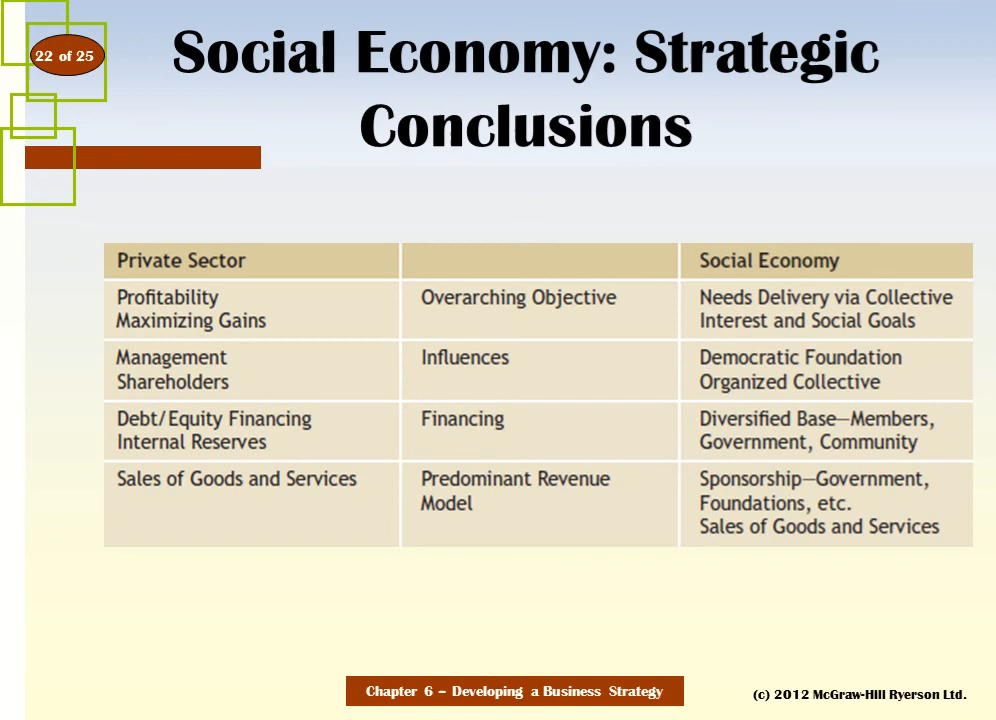 22 of 25
Social Economy: Strategic
Conclusions
Private Sector
Social Economy
Profitability
Maximizing Gains
Overarching Objective
Needs Delivery via Collective
Interest and Social Goals
Management
Shareholders
Influences
Democratic Foundation
Organized Collective
Debt/Equity Financing
Internal Reserves
Financing
Diversified Base—Members,
Government, Community
Sales of Goods and Services
Predominant Revenue
Model
Sponsorship—Government,
Foundations, etc.
Sales of Goods and Services
Chapter 6 – Developing a Business Strategy
(c) 2012 McGraw-Hill Ryerson Ltd.